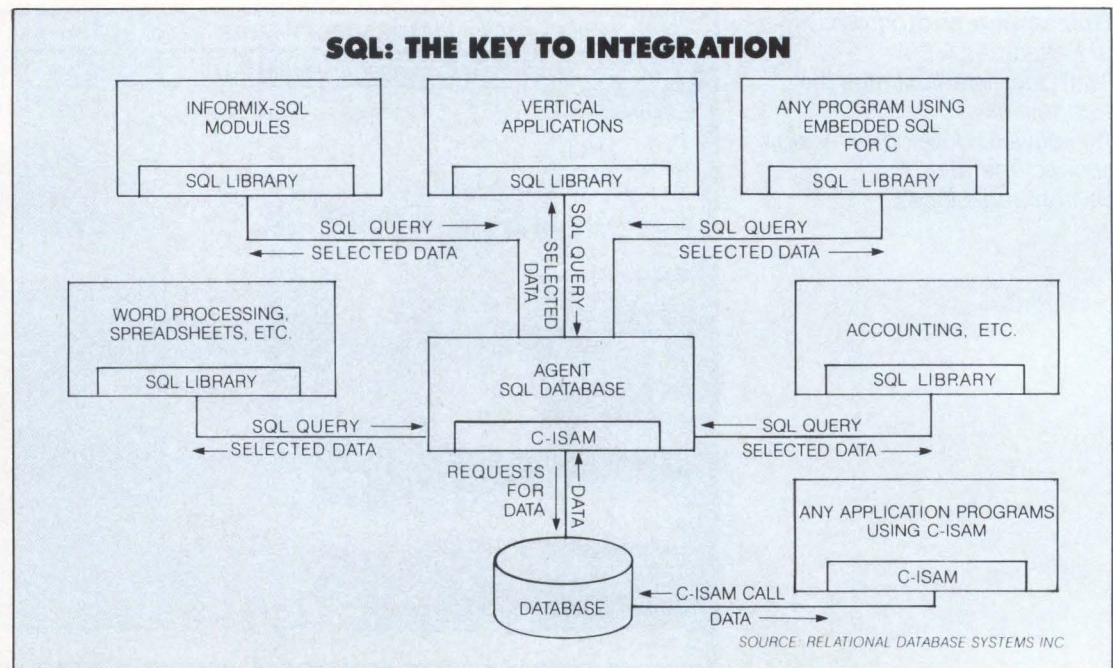 SQL: THE KEY TO INTEGRATION
INFORMIX-SQL
MODULES
SQL LIBRARY
VERTICAL
APPLICATIONS
SQL LIBRARY
ANY PROGRAM USING
EMBEDDED SQL
FOR C
SQL LIBRARY
SQL QUERY
SELECTED DATA
SQL QUERY
SELECTED
DATA
SQL QUERY
SELECTED DATA
WORD PROCESSING,
SPREADSHEETS, ETC.
SQL LIBRARY
AGENT
SQL DATABASE
C-ISAM
ACCOUNTING, ETC.
SQL LIBRARY
SQL QUERY
SELECTED DATA
SQL QUERY
SELECTED DATA
REQUESTS
FOR
DATA
DATA
ANY APPLICATION PROGRAMS
USING C-ISAM
C-ISAM
DATABASE
C-ISAM CALL
DATA
SOURCE: RELATIONAL DATABASE SYSTEMS INC